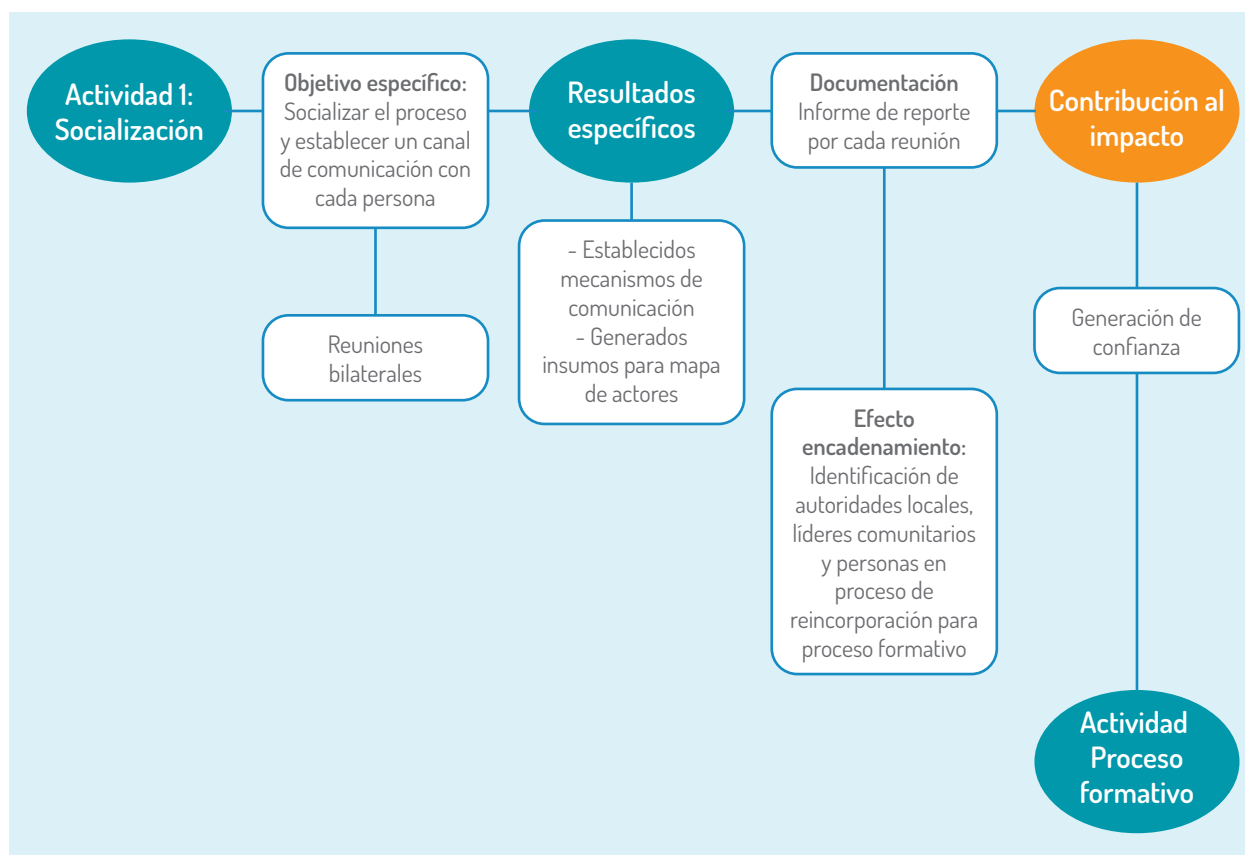 Actividad 1:
Socialización
Objetivo específico:
Socializar el proceso
y establecer un canal
de comunicación con
cada persona
Reuniones
bilaterales
Resultados
específicos
- Establecidos
mecanismos de
comunicación
- Generados
insumos para mapa
de actores
Documentación
Informe de reporte
por cada reunión
Efecto
encadenamiento:
Identificación de
autoridades locales,
líderes comunitarios
y personas en
proceso de
reincorporación para
proceso formativo
Contribución al
impacto
Generación de
confianza
Actividad
Proceso
formativo